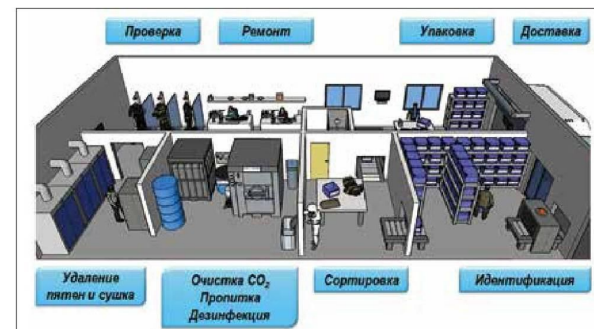 Проверка
Ремонт
Упаковка
Доставка
Удаление
пятен и сушка
Очистка CO₂
Пропитка
Дезинфекция
Сортировка
Идентификация